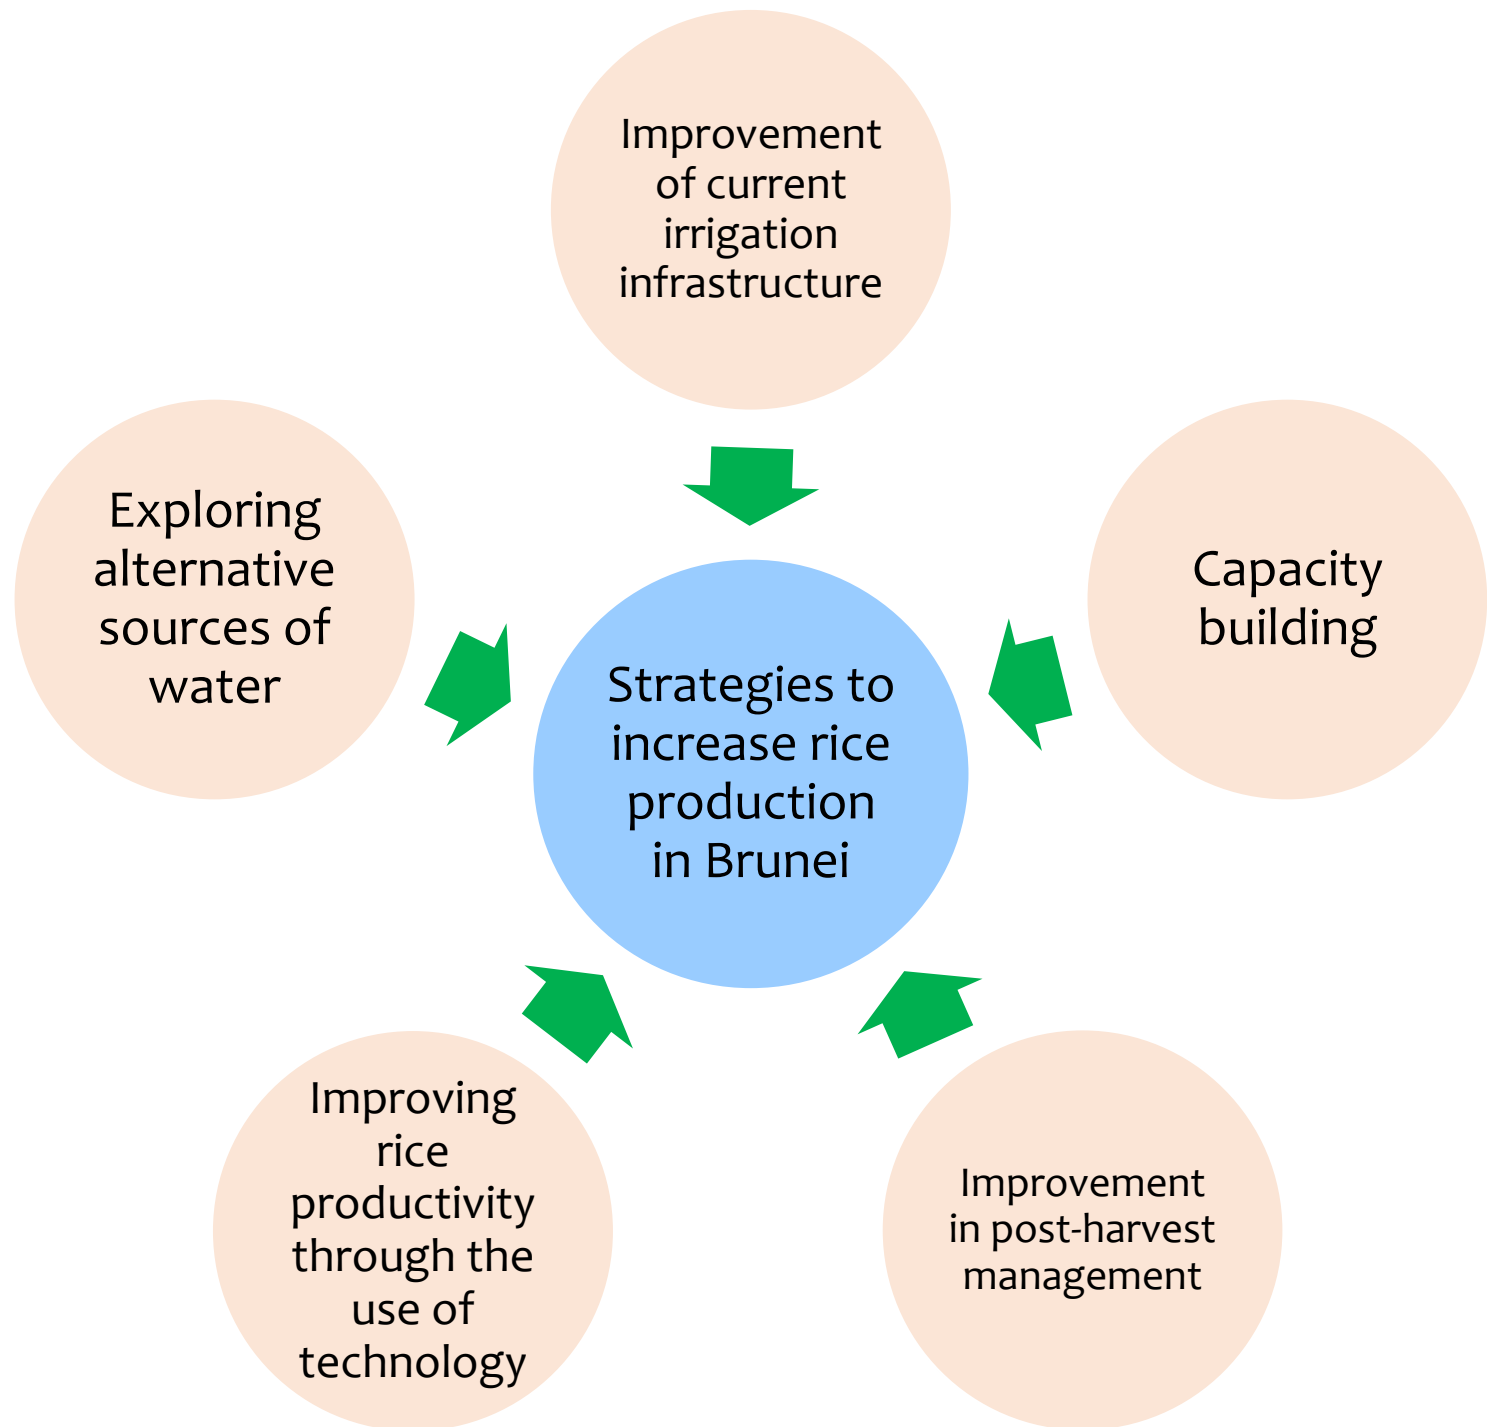 Improvement
of current
irrigation
infrastructure
Exploring
alternative
sources of
water
Capacity
building
Strategies to
increase rice
production
in Brunei
Improving
rice
productivity
through the
use of
technology
Improvement
in post-harvest
management